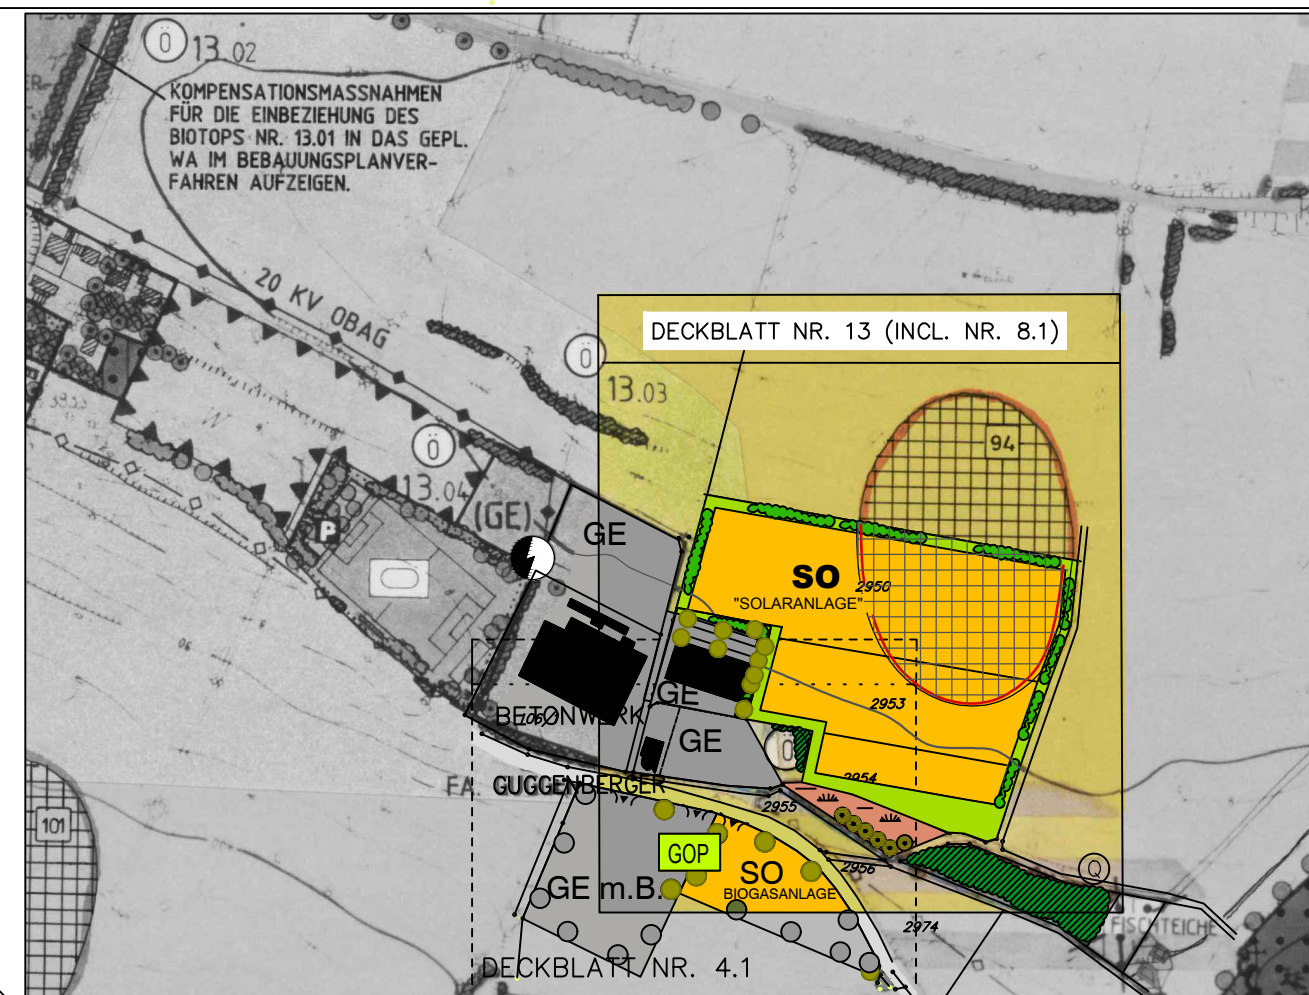 Ö 13.02
KOMPENSATIONSMASSNAHMEN
FÜR DIE EINBEZIEHUNG DES
BIOTOPS NR. 13.01 IN DAS GEPL.
WA IM BEBAUUNGSPLANVER-
FAHREN AUFZEIGEN.
20 KV OBAG
DECKBLATT NR. 13 (INCL. NR. 8.1)
Ö
13.03
94
Ö
13.04
(GE)
GE
P
SO
"SOLARANLAGE"
2950
GE
2953
BETONWERK
GE
Ö
2954
FA. GUGGENBERGER
2955
101
GOP
SO
BIOGASANLAGE
2956
Q
GE m.B.
2974
FISCHTEICHE
DECKBLATT NR. 4.1